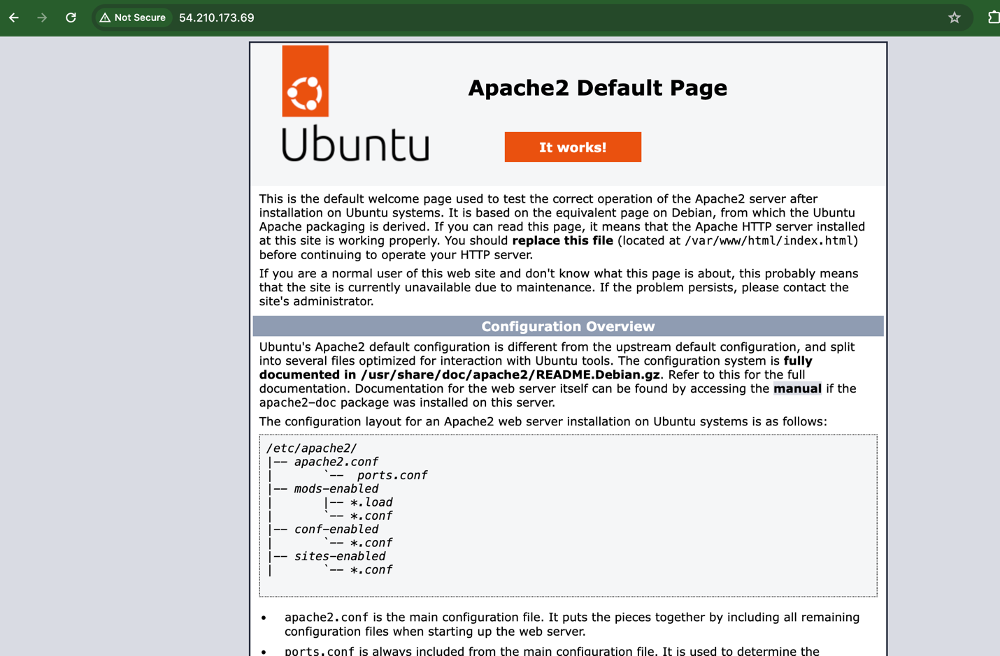 Not Secure 54.210.173.69
Apache2 Default Page
Ubuntu
It works!
This is the default welcome page used to test the correct operation of the Apache2 server after
installation on Ubuntu systems. It is based on the equivalent page on Debian, from which the Ubuntu
Apache packaging is derived. If you can read this page, it means that the Apache HTTP server installed
at this site is working properly. You should replace this file (located at /var/www/html/index.html)
before continuing to operate your HTTP server.
If you are a normal user of this web site and don't know what this page is about, this probably means
that the site is currently unavailable due to maintenance. If the problem persists, please contact the
site's administrator.
Configuration Overview
Ubuntu's Apache2 default configuration is different from the upstream default configuration, and split
into several files optimized for interaction with Ubuntu tools. The configuration system is fully
documented in /usr/share/doc/apache2/README.Debian.gz. Refer to this for the full
documentation. Documentation for the web server itself can be found by accessing the manual if the
apache2-doc package was installed on this server.
The configuration layout for an Apache2 web server installation on Ubuntu systems is as follows:
/etc/apache2/
|-- apache2.conf
|       `--  ports.conf
|-- mods-enabled
|       |-- *.load
|       `-- *.conf
|-- conf-enabled
|       `-- *.conf
|-- sites-enabled
|       `-- *.conf
• apache2.conf is the main configuration file. It puts the pieces together by including all remaining
configuration files when starting up the web server.
• ports.conf is always included from the main configuration file. It is used to determine the